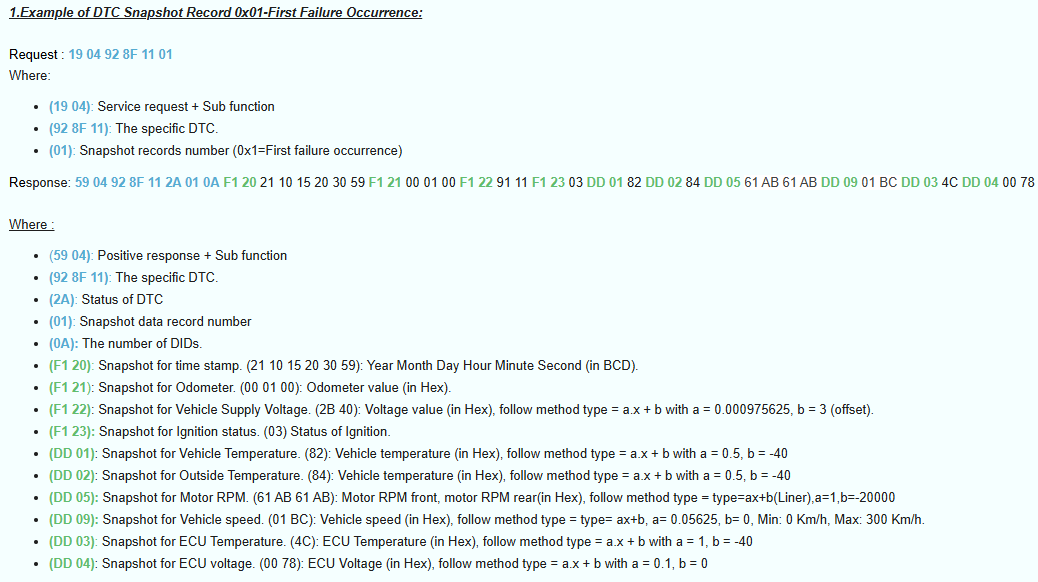 1.Example of DTC Snapshot Record 0x01-First Failure Occurrence:
Request : 19 04 92 8F 11 01
Where:
• (19 04): Service request + Sub function
• (92 8F 11): The specific DTC.
• (01): Snapshot records number (0x1=First failure occurrence)
Response: 59 04 92 8F 11 2A 01 0A F1 20 21 10 15 20 30 59 F1 21 00 01 00 F1 22 91 11 F1 23 03 DD 01 82 DD 02 84 DD 05 61 AB 61 AB DD 09 01 BC DD 03 4C DD 04 00 78
Where :
• (59 04): Positive response + Sub function
• (92 8F 11): The specific DTC.
• (2A): Status of DTC
• (01): Snapshot data record number
• (0A): The number of DIDs.
• (F1 20): Snapshot for time stamp. (21 10 15 20 30 59): Year Month Day Hour Minute Second (in BCD).
• (F1 21): Snapshot for Odometer. (00 01 00): Odometer value (in Hex).
• (F1 22): Snapshot for Vehicle Supply Voltage. (2B 40): Voltage value (in Hex), follow method type = a.x + b with a = 0.000975625, b = 3 (offset).
• (F1 23): Snapshot for Ignition status. (03) Status of Ignition.
• (DD 01): Snapshot for Vehicle Temperature. (82): Vehicle temperature (in Hex), follow method type = a.x + b with a = 0.5, b = -40
• (DD 02): Snapshot for Outside Temperature. (84): Vehicle temperature (in Hex), follow method type = a.x + b with a = 0.5, b = -40
• (DD 05): Snapshot for Motor RPM. (61 AB 61 AB): Motor RPM front, motor RPM rear(in Hex), follow method type = type=ax+b(Liner),a=1,b=-20000
• (DD 09): Snapshot for Vehicle speed. (01 BC): Vehicle speed (in Hex), follow method type = type= ax+b, a= 0.05625, b= 0, Min: 0 Km/h, Max: 300 Km/h.
• (DD 03): Snapshot for ECU Temperature. (4C): ECU Temperature (in Hex), follow method type = a.x + b with a = 1, b = -40
• (DD 04): Snapshot for ECU voltage. (00 78): ECU Voltage (in Hex), follow method type = a.x + b with a = 0.1, b = 0